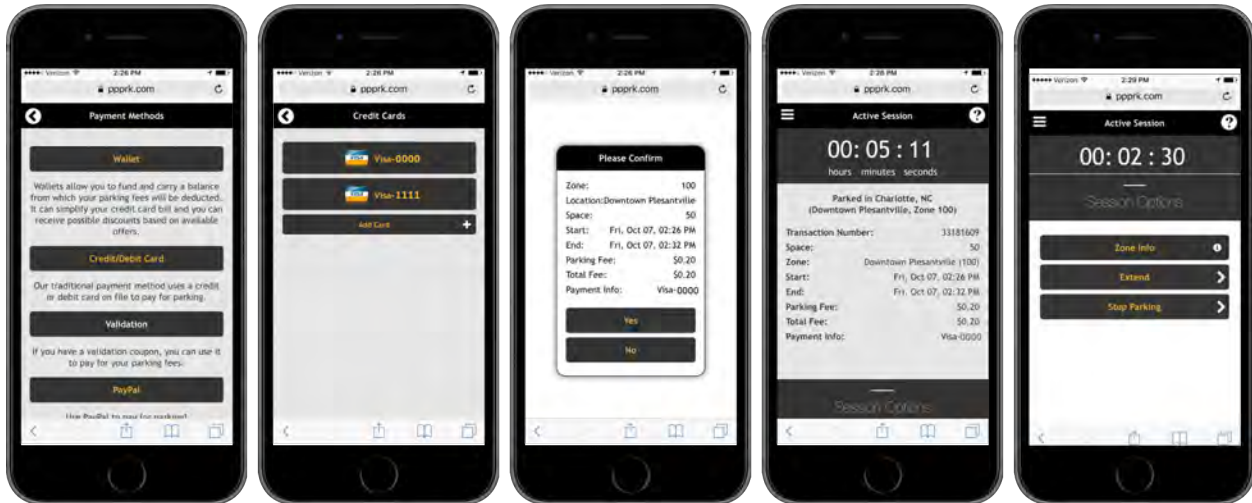 Verizon 2:26 PM
ppprk.com
Payment Methods
Wallet
Wallets allow you to fund and carry a balance
from which your parking fees will be deducted.
It can simplify your credit card bill and you can
receive possible discounts based on available
offers.
Credit/Debit Card
Our traditional payment method uses a credit
or debit card on file to pay for parking.
Validation
If you have a validation coupon, you can use it
to pay for your parking fees.
PayPal
Use PayPal to pay for parking!
Verizon 2:26 PM
ppprk.com
Credit Cards
VISA Visa-0000
VISA Visa-1111
Add Card +
Verizon 2:26 PM
ppprk.com
Please Confirm
Zone: 100
Location:Downtown Plesantville
Space: 50
Start: Fri, Oct 07, 02:26 PM
End: Fri, Oct 07, 02:32 PM
Parking Fee: $0.20
Total Fee: $0.20
Payment Info: Visa-0000
Yes
No
Verizon 2:26 PM
ppprk.com
Active Session ?
00: 05 : 11
hours minutes seconds
Parked in Charlotte, NC
(Downtown Plesantville, Zone 100)
Transaction Number: 33181609
Space: 50
Zone: Downtown Plesantville (100)
Start: Fri, Oct 07, 02:26 PM
End: Fri, Oct 07, 02:32 PM
Parking Fee: $0.20
Total Fee: $0.20
Payment Info: Visa-0000
Session Options
Verizon 2:29 PM
ppprk.com
Active Session ?
00: 02 : 30
Session Options
Zone Info
Extend
Stop Parking